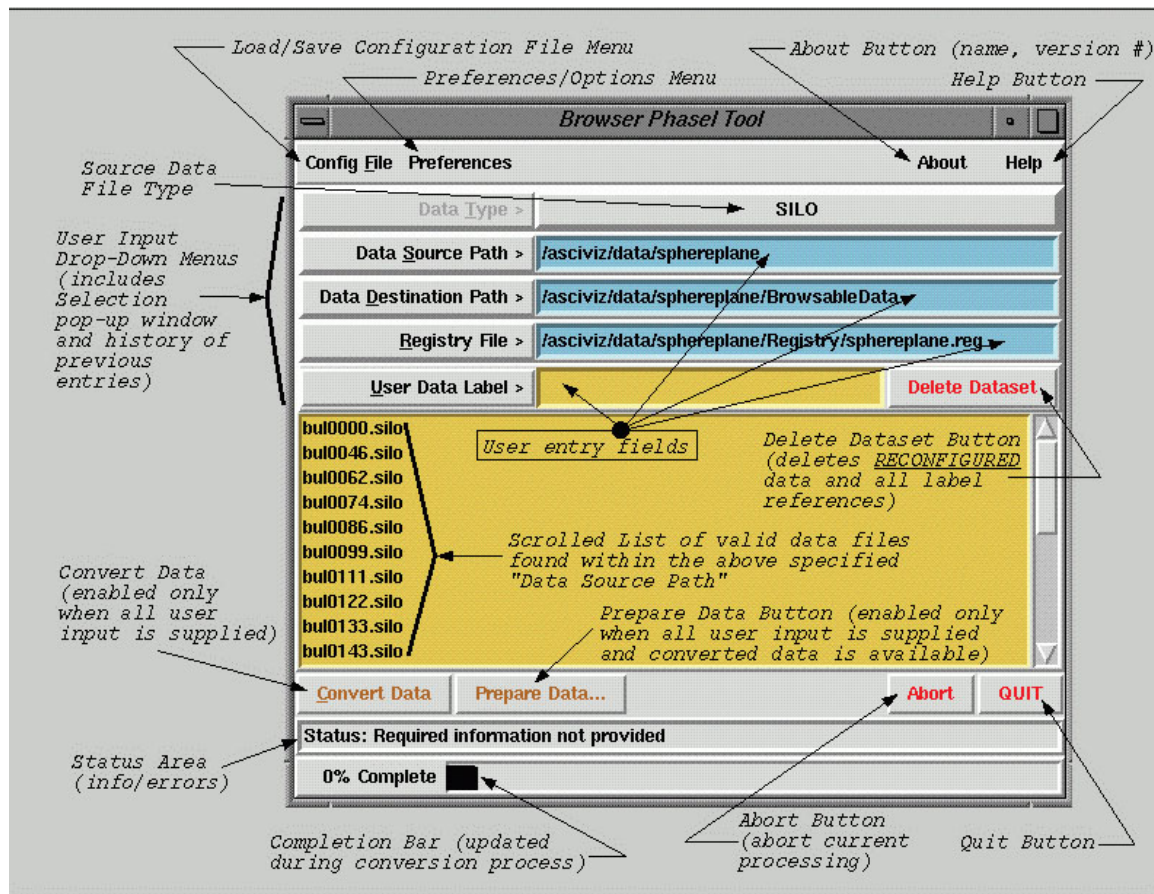 Load/Save Configuration File Menu
About Button (name, version #)
Preferences/Options Menu
Help Button
Browser PhaseI Tool
Config File Preferences
About Help
Source Data
File Type
Data Type >
SILO
User Input
Drop-Down Menus
(includes
Selection
pop-up window
and history of
previous
entries)
Data Source Path >
/asciviz/data/sphereplane
Data Destination Path >
/asciviz/data/sphereplane/BrowsableData
Registry File >
/asciviz/data/sphereplane/Registry/sphereplane.reg
User Data Label >
Delete Dataset
bul0000.silo
bul0046.silo
bul0062.silo
bul0074.silo
bul0086.silo
bul0099.silo
bul0111.silo
bul0122.silo
bul0133.silo
bul0143.silo
User entry fields
Delete Dataset Button
(deletes RECONFIGURED
data and all label
references)
Scrolled List of valid data files
found within the above specified
"Data Source Path"
Convert Data
(enabled only
when all user
input is supplied)
Prepare Data Button (enabled only
when all user input is supplied
and converted data is available)
Convert Data
Prepare Data...
Abort
QUIT
Status: Required information not provided
Status Area
(info/errors)
0% Complete
Completion Bar (updated
during conversion process)
Abort Button
(abort current
processing)
Quit Button